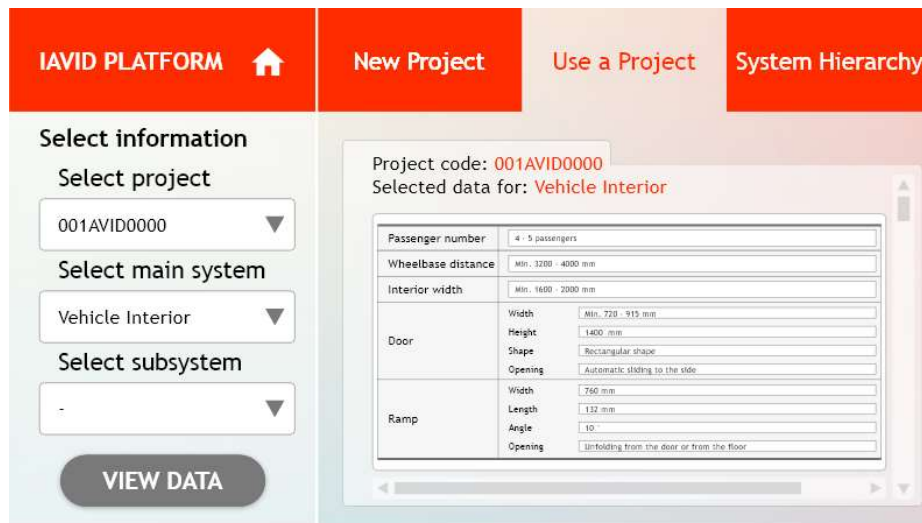 IAVID PLATFORM
New Project
Use a Project
System Hierarchy
Select information
Select project
001AVID0000
Select main system
Vehicle Interior
Select subsystem
-
VIEW DATA
Project code: 001AVID0000
Selected data for: Vehicle Interior
Passenger number 4 - 5 passengers
Wheelbase distance Min. 3200 - 4000 mm
Interior width Min. 1600 - 2000 mm
Door
Width Min. 720 - 915 mm
Height 1400 mm
Shape Rectangular shape
Opening Automatic sliding to the side
Ramp
Width 760 mm
Length 132 mm
Angle 10 °
Opening Unfolding from the door or from the floor